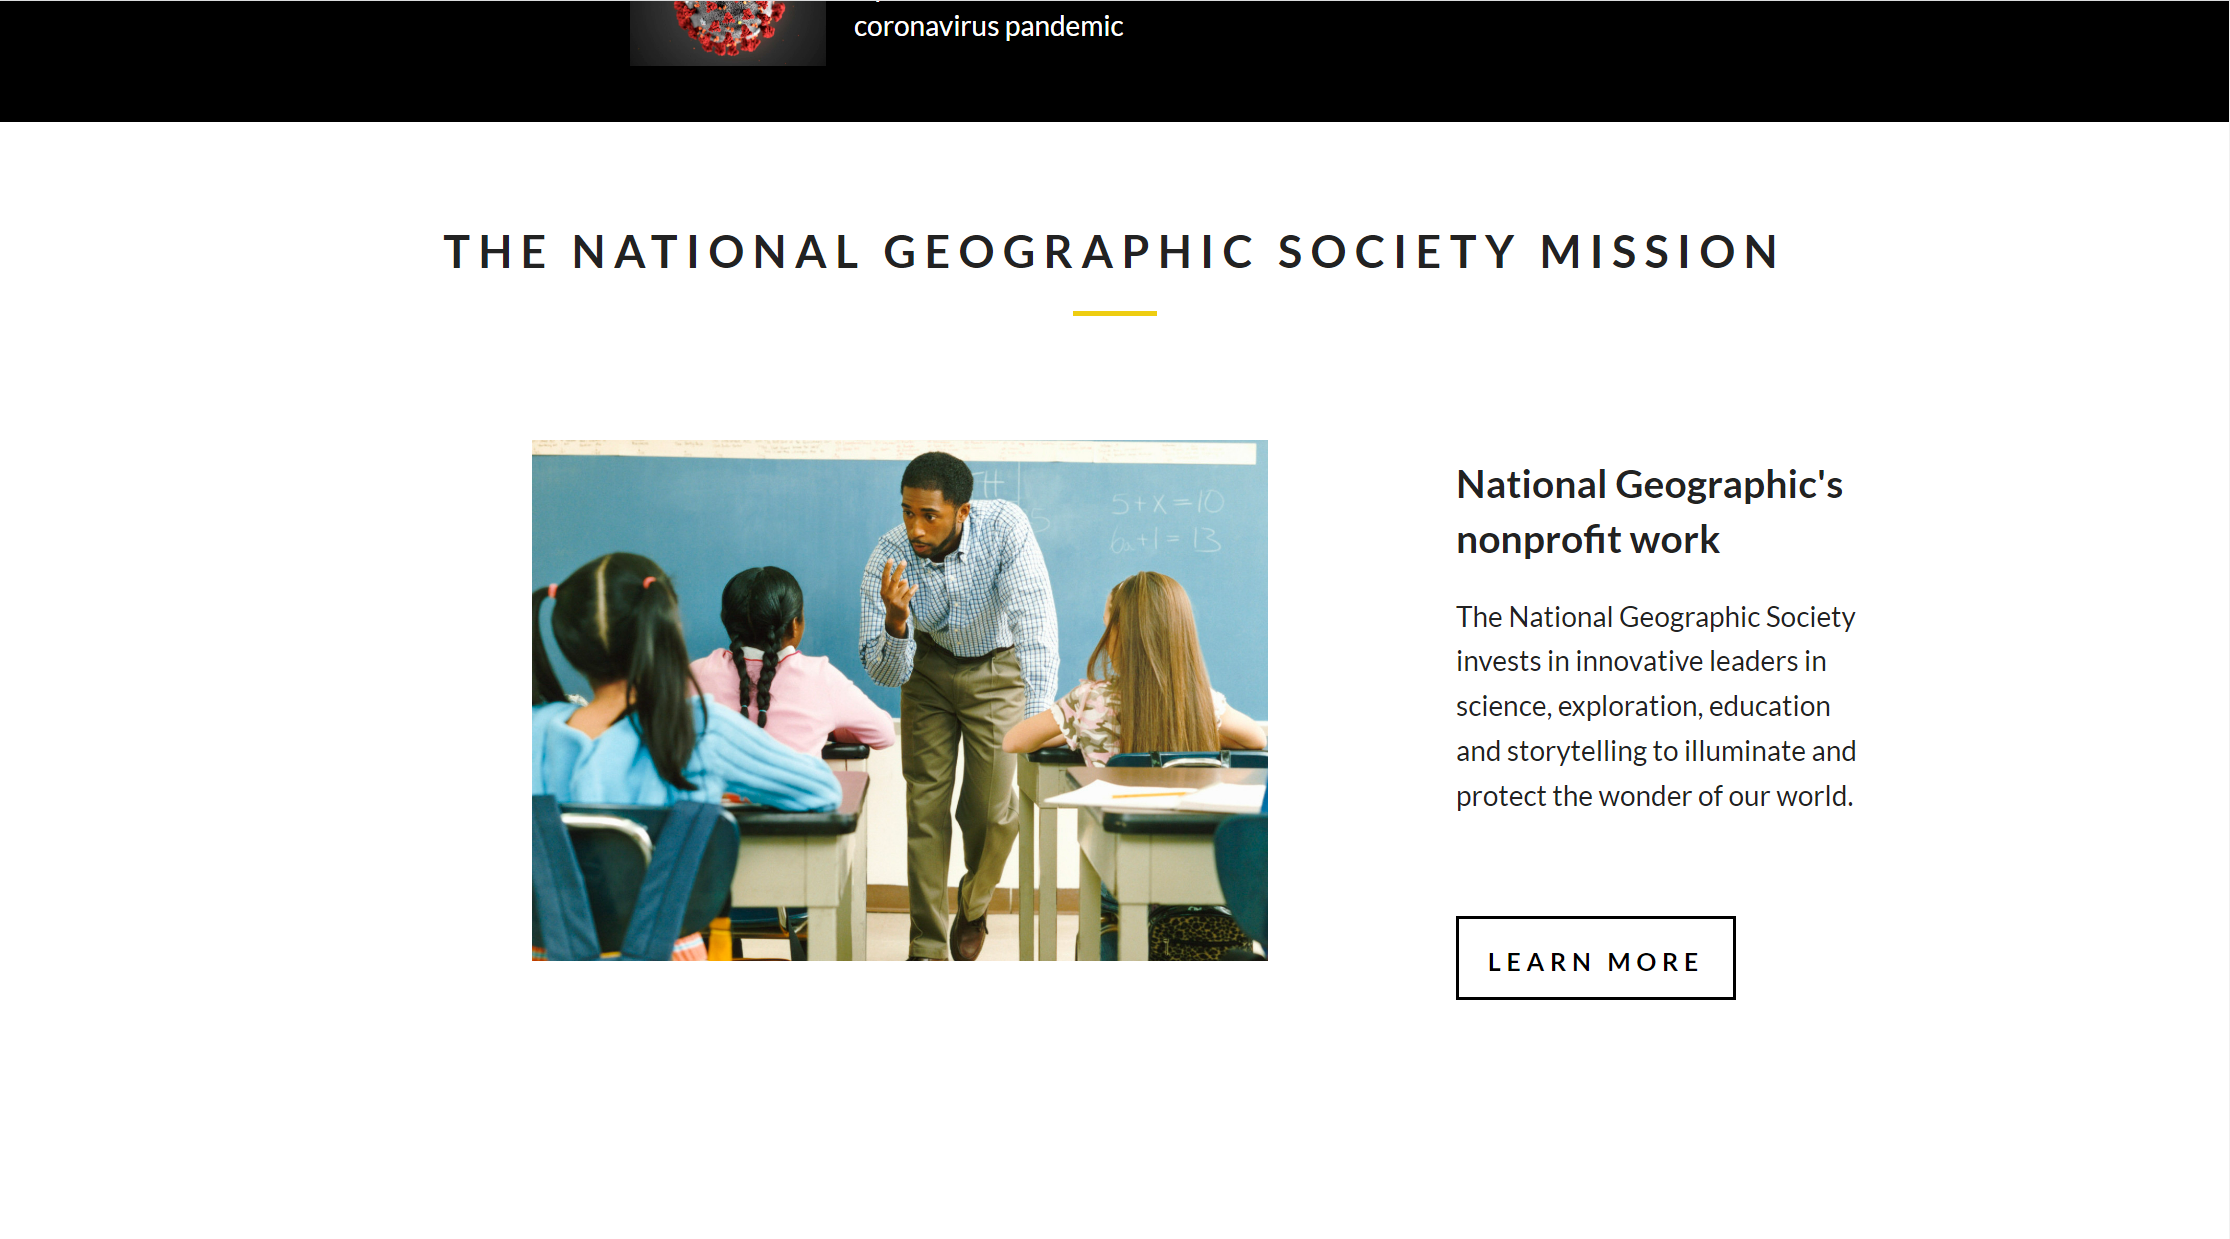 coronavirus pandemic
THE NATIONAL GEOGRAPHIC SOCIETY MISSION
5+x=10
6a+1=13
National Geographic's
nonprofit work
The National Geographic Society
invests in innovative leaders in
science, exploration, education
and storytelling to illuminate and
protect the wonder of our world.
LEARN MORE